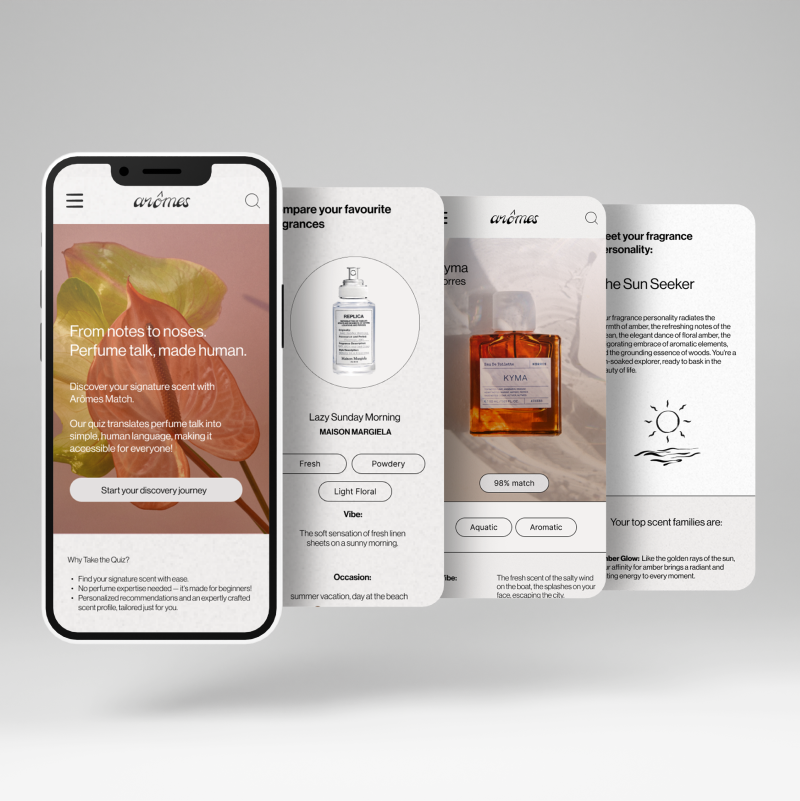 arômes
From notes to noses.
Perfume talk, made human.
Discover your signature scent with
Arômes Match.
Our quiz translates perfume talk into
simple, human language, making it
accessible for everyone!
Start your discovery journey
Why Take the Quiz?
• Find your signature scent with ease.
• No perfume expertise needed — it's made for beginners!
• Personalized recommendations and an expertly crafted
scent profile, tailored just for you.
mpare your favourite
grances
REPLICA
Maison Margiela
Lazy Sunday Morning
MAISON MARGIELA
Fresh
Powdery
Light Floral
Vibe:
The soft sensation of fresh linen
sheets on a sunny morning.
Occasion:
summer vacation, day at the beach
arômes
yma
orres
KYMA
98% match
Aquatic
Aromatic
ibe:
The fresh scent of the salty wind
on the boat, the splashes on your
face, escaping the city.
eet your fragrance
ersonality:
he Sun Seeker
ur fragrance personality radiates the
rmth of amber, the refreshing notes of the
ean, the elegant dance of floral amber, the
igorating embrace of aromatic elements,
d the grounding essence of woods. You're a
n-soaked explorer, ready to bask in the
auty of life.
Your top scent families are:
mber Glow: Like the golden rays of the sun,
ur affinity for amber brings a radiant and
ting energy to every moment.